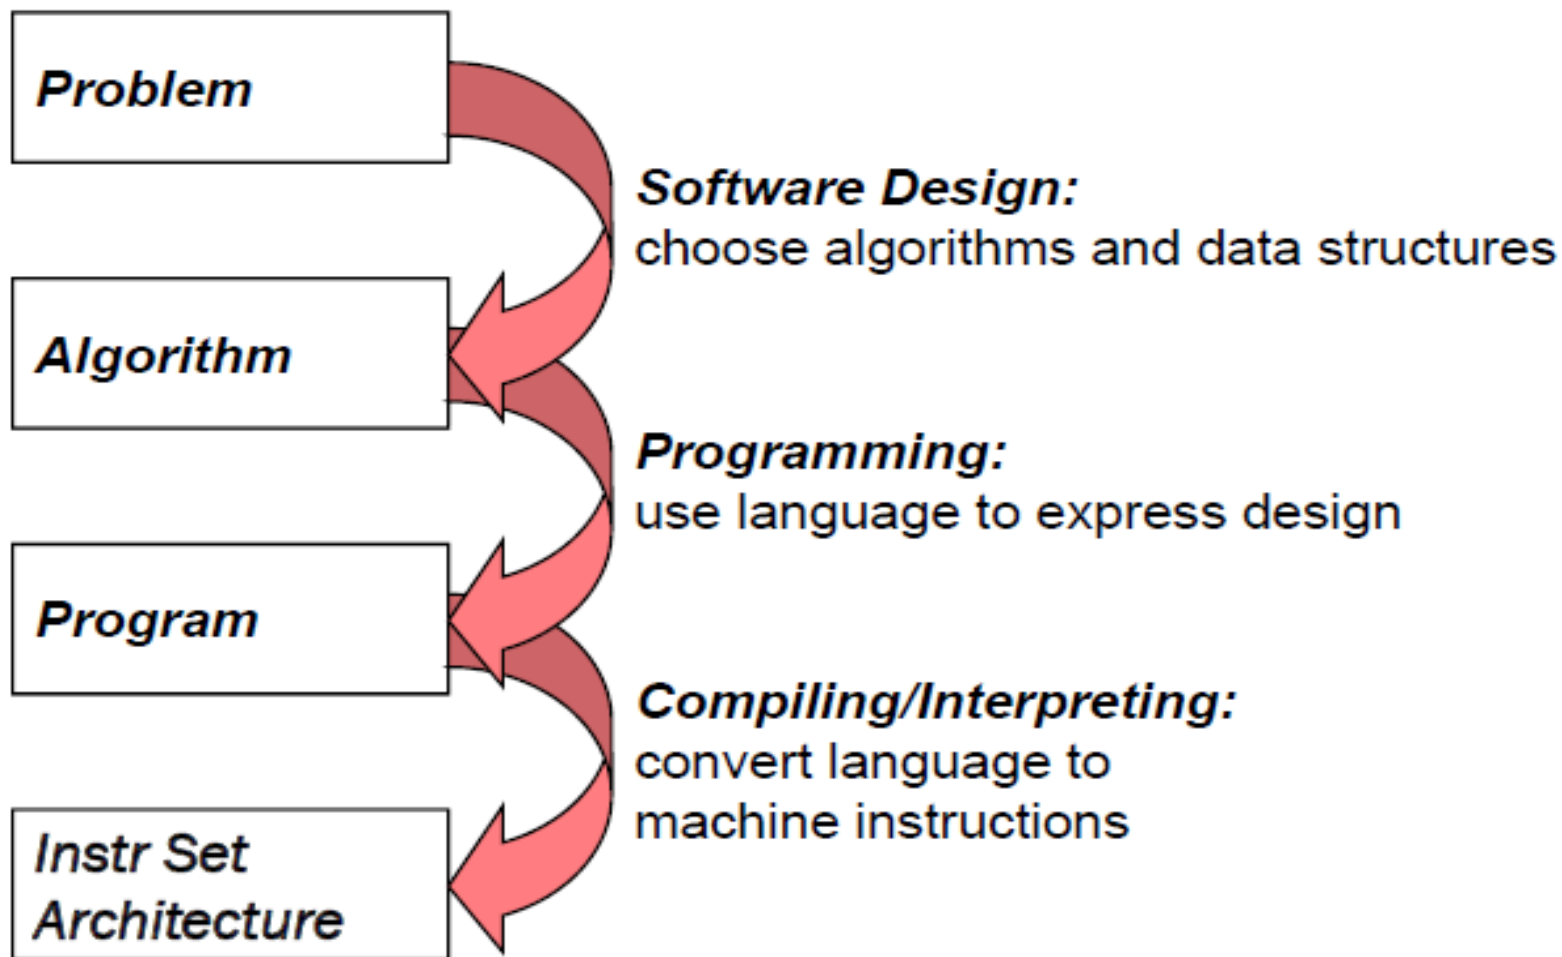 Problem
Software Design:
choose algorithms and data structures
Algorithm
Programming:
use language to express design
Program
Compiling/Interpreting:
convert language to
machine instructions
Instr Set
Architecture